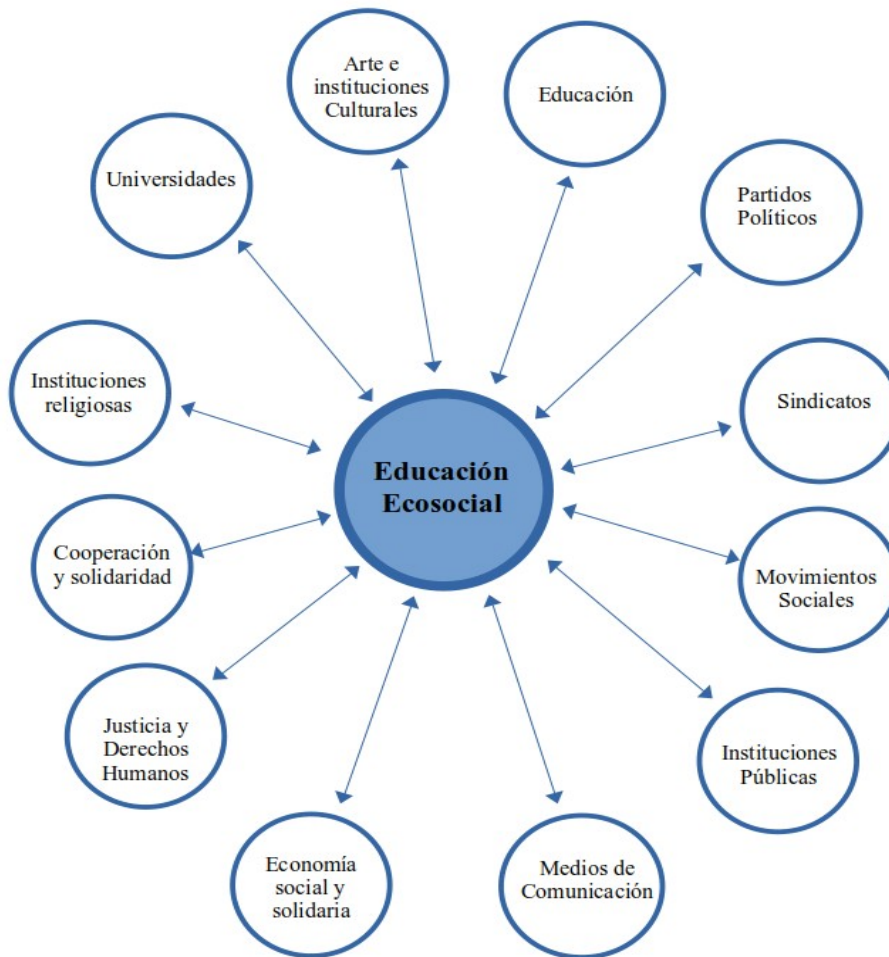 Arte e
instituciones
Culturales
Educación
Partidos
Políticos
Sindicatos
Movimientos
Sociales
Instituciones
Públicas
Medios de
Comunicación
Economía
social y
solidaria
Justicia y
Derechos
Humanos
Cooperación
y solidaridad
Instituciones
religiosas
Universidades
Educación
Ecosocial